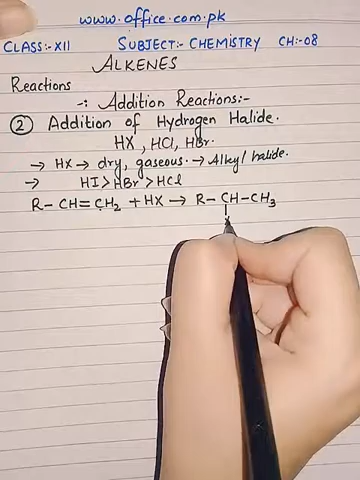 www.office.com.pk
CLASS:-XII SUBJECT:- CHEMISTRY CH:-08
ALKENES
Reactions
-: Addition Reactions:-
② Addition of Hydrogen Halide.
HX, HCl, HBr.
→ HX → dry, gaseous. → Alkyl halide.
→ HI > HBr > HCl
R- CH = CH₂ + HX → R- CH-CH₃